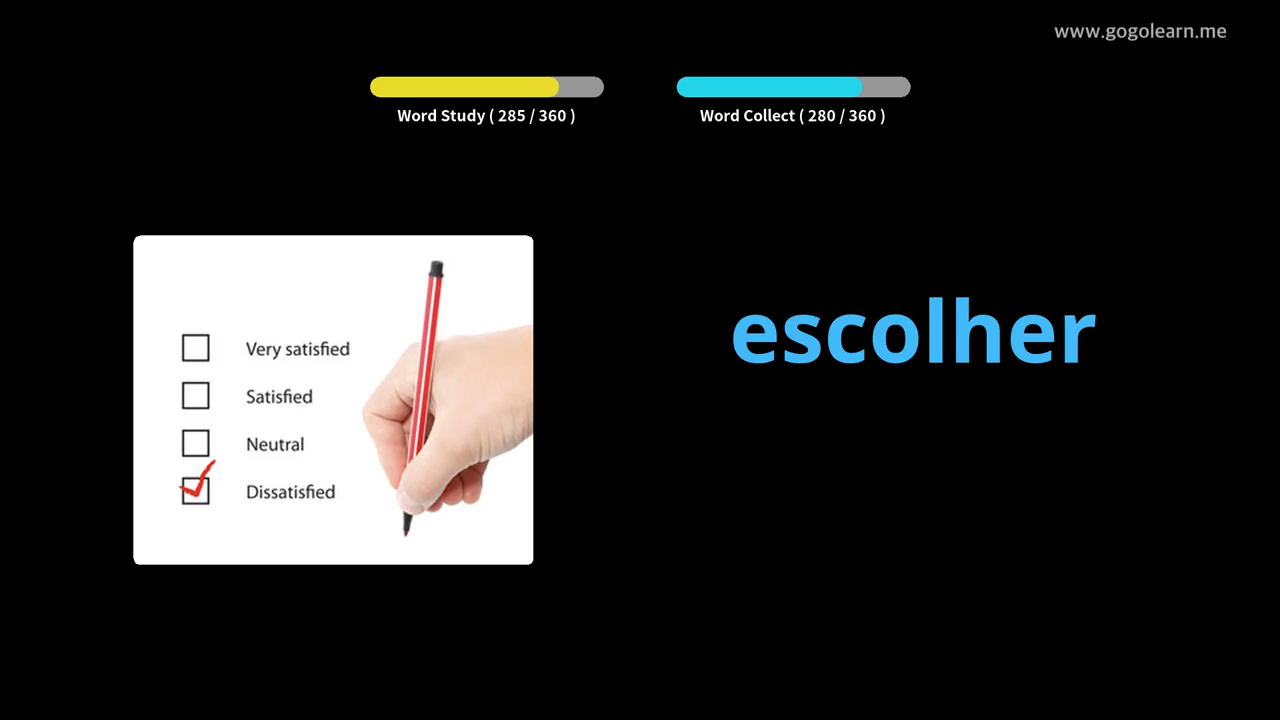 www.gogolearn.me
Word Study ( 285 / 360 )
Word Collect ( 280 / 360 )
Very satisfied
Satisfied
Neutral
Dissatisfied
escolher